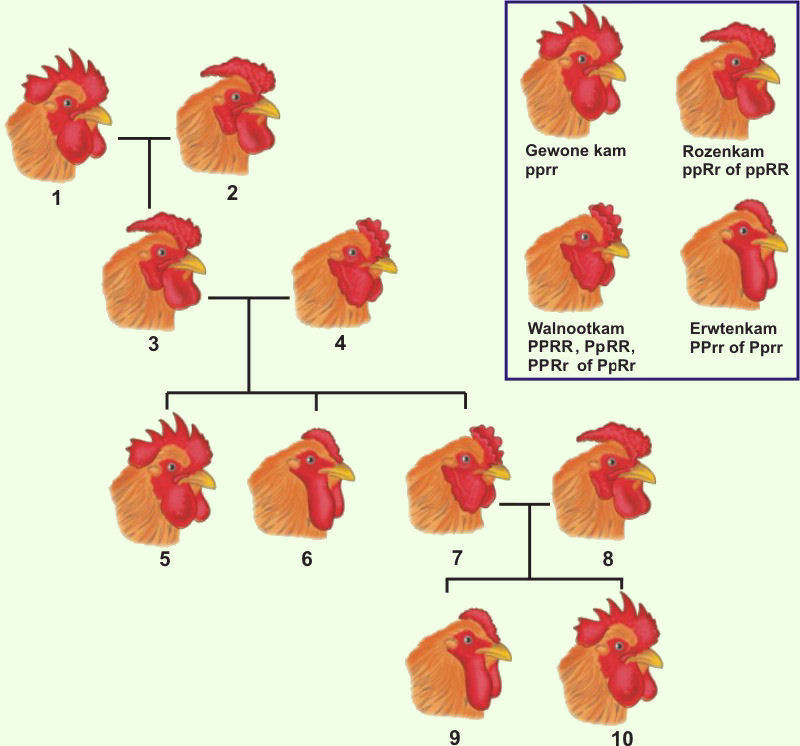 Gewone kam
pprr
Rozenkam
ppRr of ppRR
Walnootkam
PPRR, PpRR,
PPRr of PpRr
Erwtenkam
PPrr of Pprr
1
2
3
4
5
6
7
8
9
10